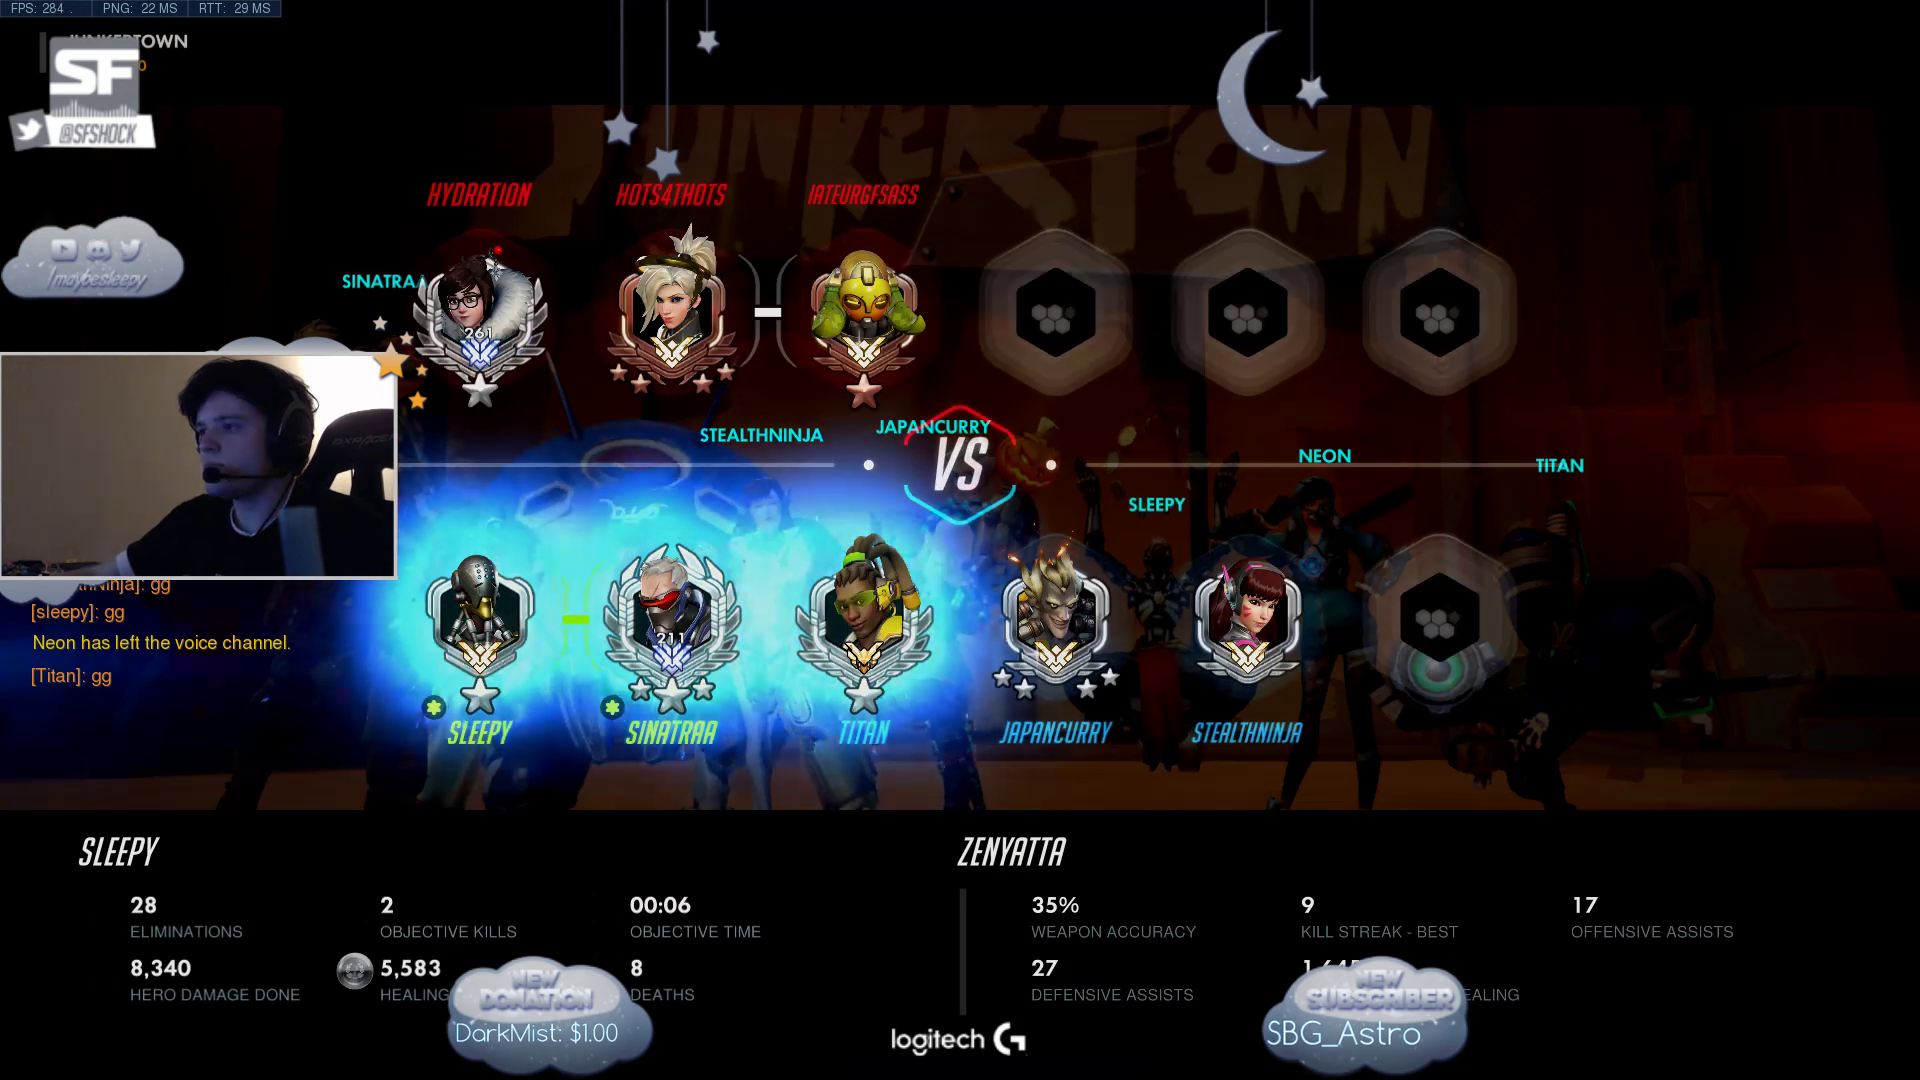 FPS: 284 . PNG: 22 MS RTT: 29 MS
JUNKERTOWN
SF
@SFSHOCK
JUNKERTOWN
HYDRATION HOTS4THOTS IATEURGFSASS
/maybesleepy
SINATRAA
261
STEALTHNINJA JAPANCURRY
VS
NEON
TITAN
SLEEPY
DXRACER
gg
[sleepy]: gg
Neon has left the voice channel.
[Titan]: gg
211
SLEEPY SINATRAA TITAN JAPANCURRY STEALTHNINJA
SLEEPY
ZENYATTA
28 2 00:06 35% 9 17
ELIMINATIONS OBJECTIVE KILLS OBJECTIVE TIME WEAPON ACCURACY KILL STREAK - BEST OFFENSIVE ASSISTS
8,340 5,583 8 27
HERO DAMAGE DONE HEALING DEATHS DEFENSIVE ASSISTS
NEW
DONATION
DarkMist: $1.00
logitech G
NEW
SUBSCRIBER
SBG_Astro